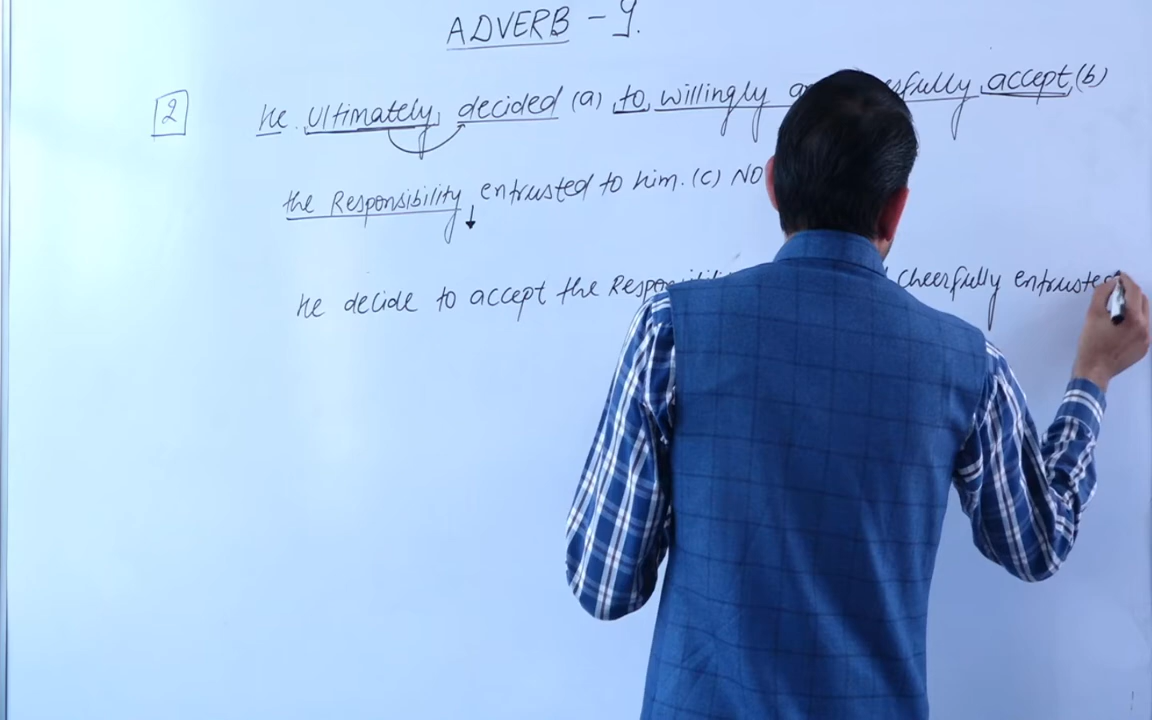 ADVERB - 9.
2 He Ultimately decided (a) to willingly accept (b)
the Responsibility entrusted to him. (c) NO
He decide to accept the cheerfully entrusted